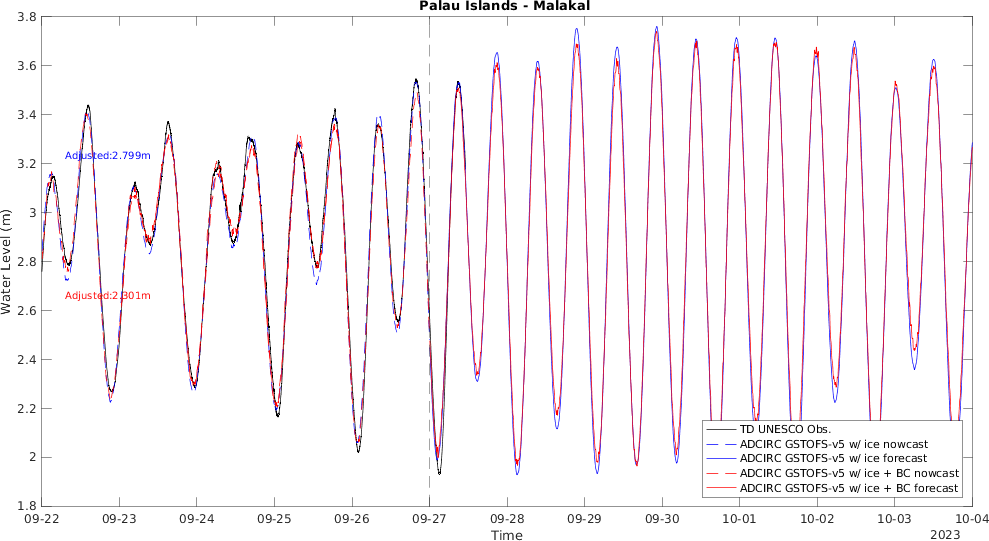 Palau Islands - Malakal
Water Level (m)
3.8
3.6
3.4
3.2
3
2.8
2.6
2.4
2.2
2
1.8
Adjusted:2.799m
Adjusted:2.301m
TD UNESCO Obs.
ADCIRC GSTOFS-v5 w/ ice nowcast
ADCIRC GSTOFS-v5 w/ ice forecast
ADCIRC GSTOFS-v5 w/ ice + BC nowcast
ADCIRC GSTOFS-v5 w/ ice + BC forecast
09-22 09-23 09-24 09-25 09-26 09-27 09-28 09-29 09-30 10-01 10-02 10-03 10-04
Time
2023